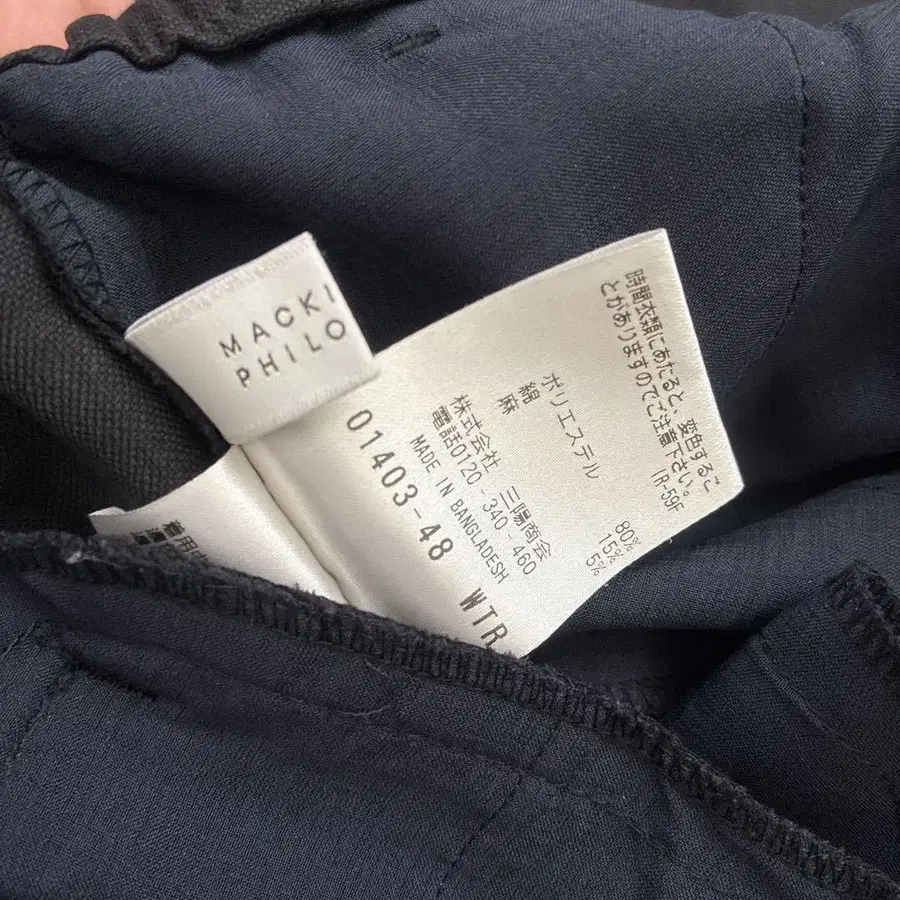 MACKI
PHILO
時間衣類にあたると、変色するこ
とがありますのでご注意下さい。
IR-59F
ポリエステル 80%
綿 15%
麻 5%
株式会社 三陽商会
電話0120-340-460
MADE IN BANGLADESH
01403-48 WTR